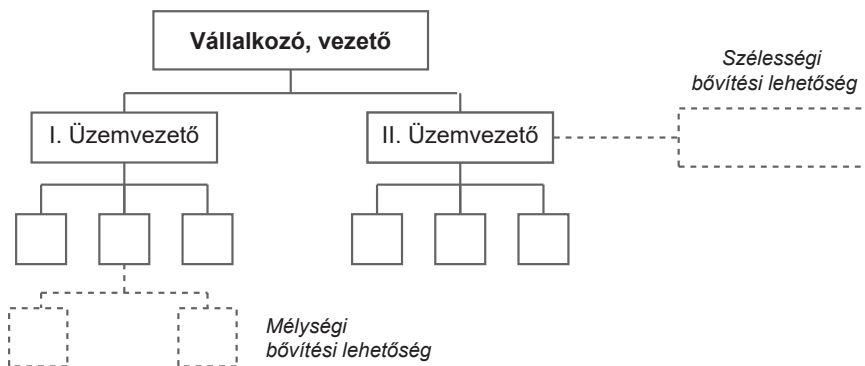 Vállalkozó, vezető
Szélességi
bővítési lehetőség
I. Üzemvezető
II. Üzemvezető
Mélységi
bővítési lehetőség